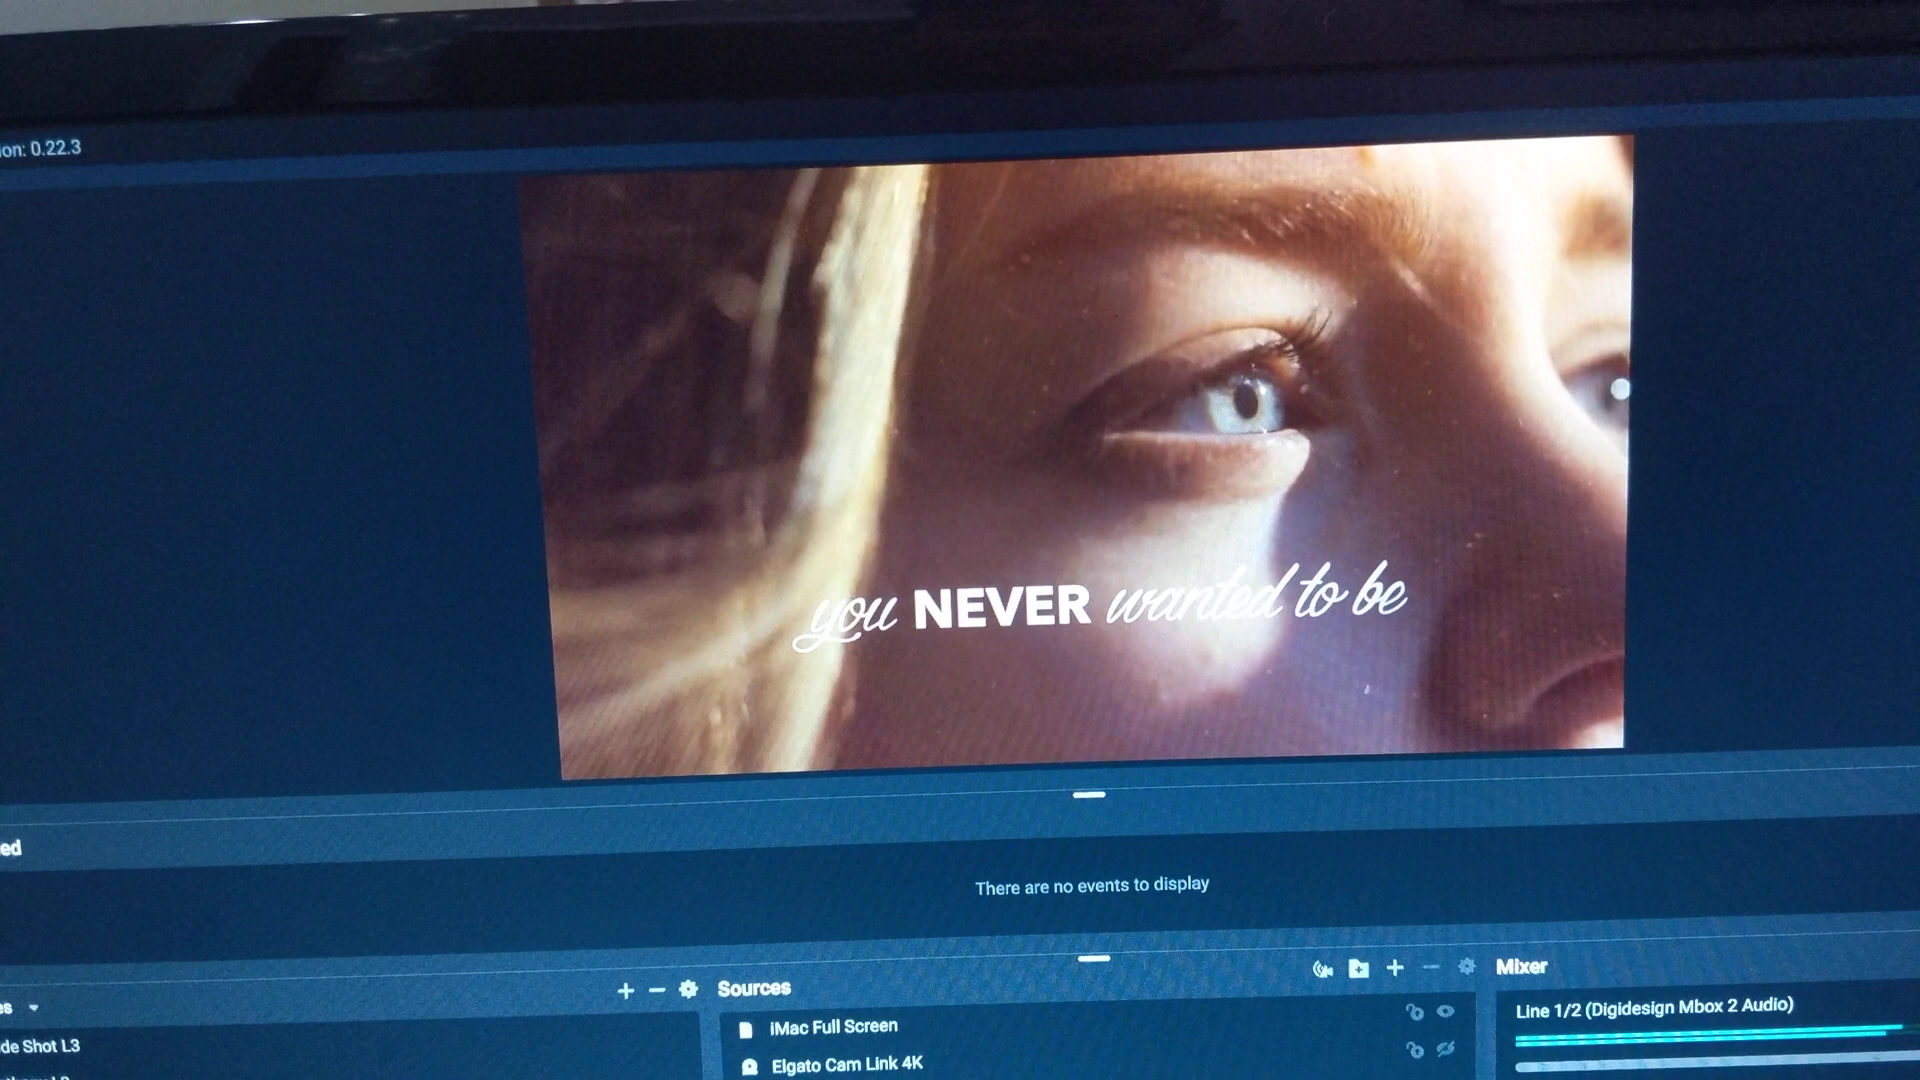 ion: 0.22.3
you NEVER wanted to be
ed
There are no events to display
Sources
Mixer
iMac Full Screen
Elgato Cam Link 4K
de Shot L3
Line 1/2 (Digidesign Mbox 2 Audio)